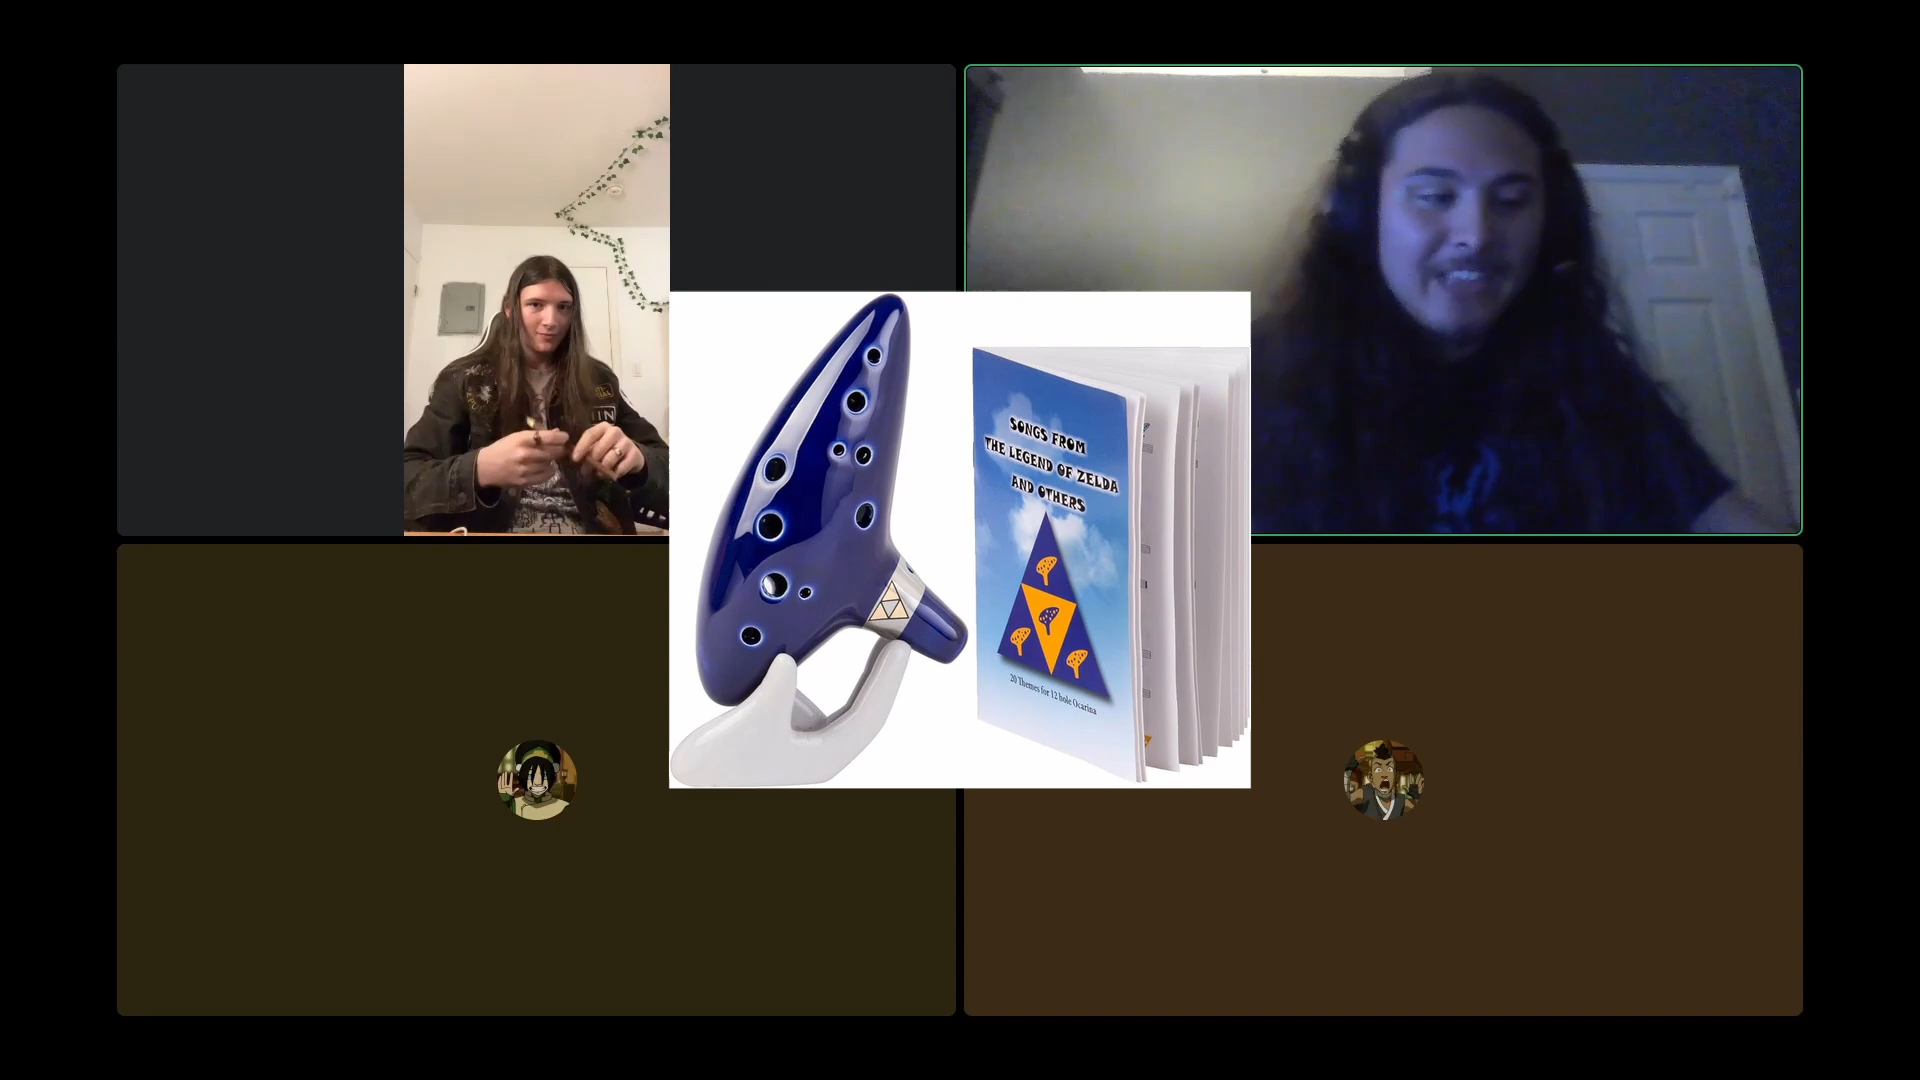 SONGS FROM
THE LEGEND OF ZELDA
AND OTHERS
20 Themes for 12 hole Ocarina